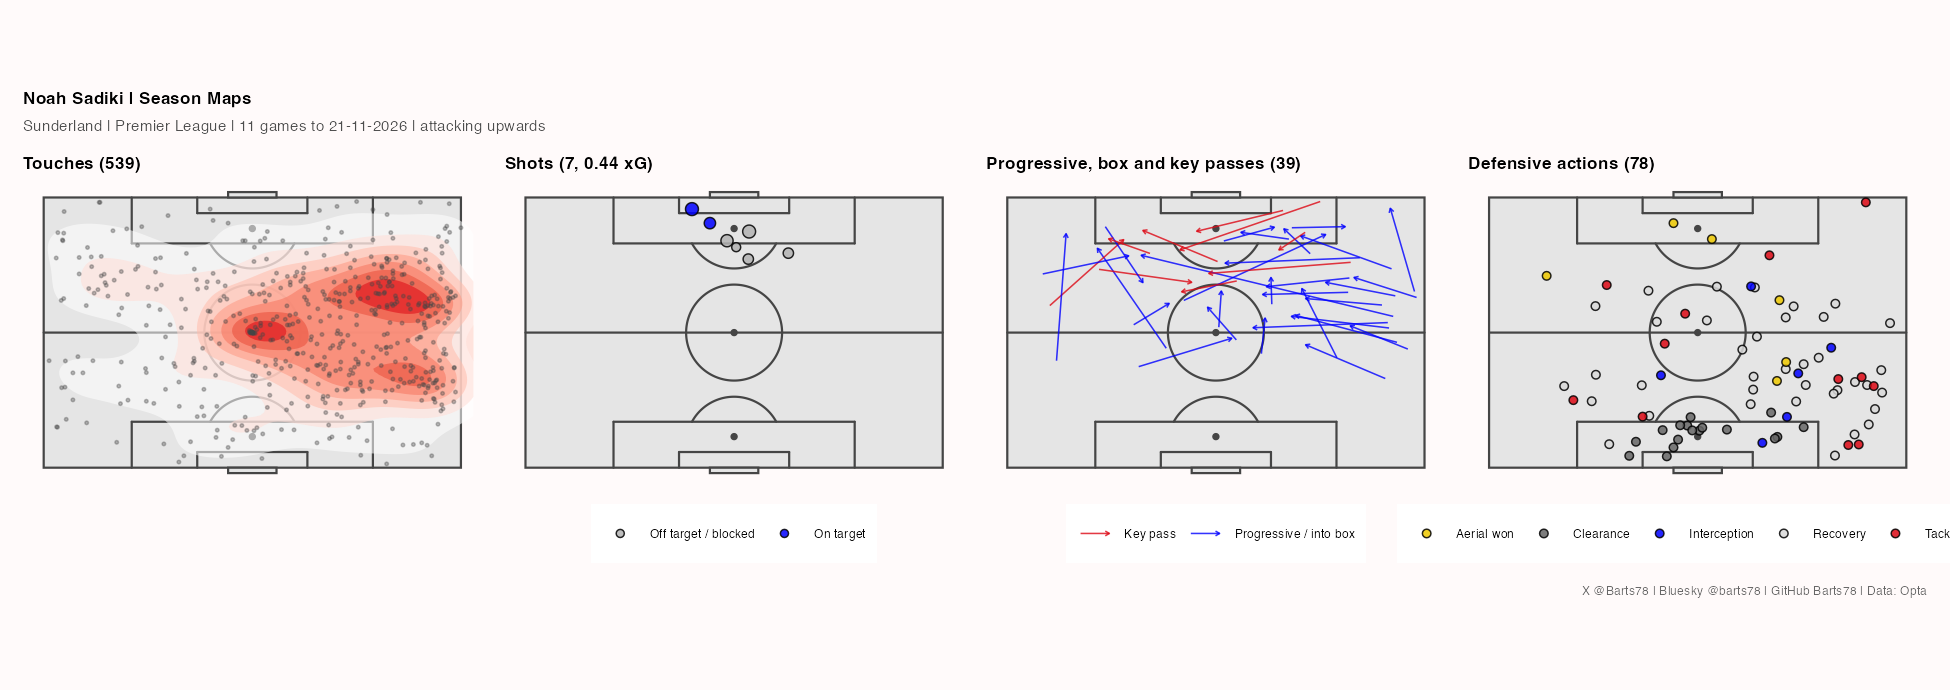 Noah Sadiki | Season Maps
Sunderland | Premier League | 11 games to 21-11-2026 | attacking upwards
Touches (539)
Shots (7, 0.44 xG)
Progressive, box and key passes (39)
Defensive actions (78)
Off target / blocked
On target
Key pass
Progressive / into box
Aerial won
Clearance
Interception
Recovery
Tack
X @Barts78 | Bluesky @barts78 | GitHub Barts78 | Data: Opta